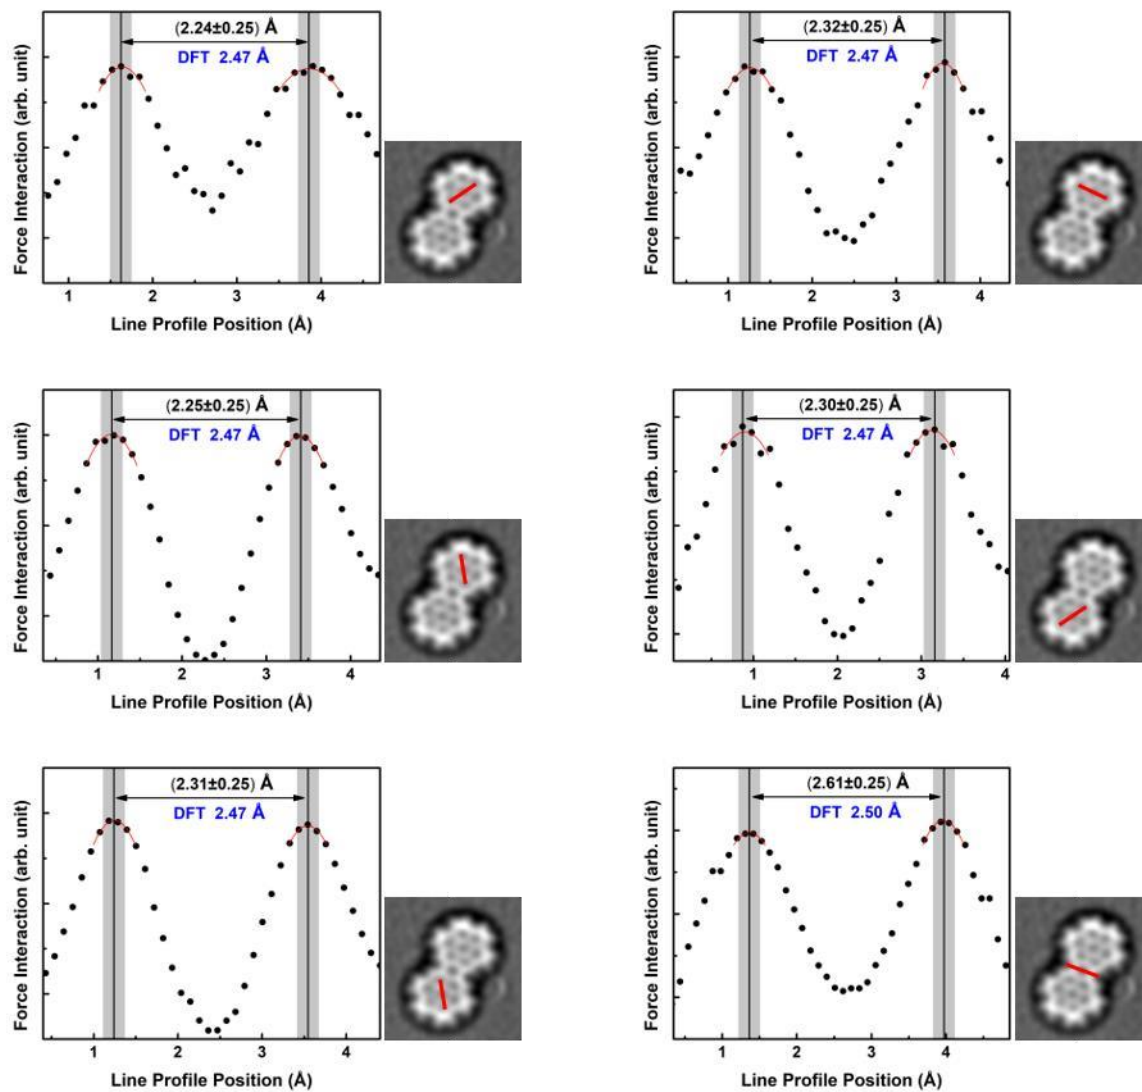 (2.24±0.25) Å
DFT 2.47 Å
Force Interaction (arb. unit)
1 2 3 4
Line Profile Position (Å)
(2.32±0.25) Å
DFT 2.47 Å
Force Interaction (arb. unit)
1 2 3 4
Line Profile Position (Å)
(2.25±0.25) Å
DFT 2.47 Å
Force Interaction (arb. unit)
1 2 3 4
Line Profile Position (Å)
(2.30±0.25) Å
DFT 2.47 Å
Force Interaction (arb. unit)
1 2 3 4
Line Profile Position (Å)
(2.31±0.25) Å
DFT 2.47 Å
Force Interaction (arb. unit)
1 2 3 4
Line Profile Position (Å)
(2.61±0.25) Å
DFT 2.50 Å
Force Interaction (arb. unit)
1 2 3 4
Line Profile Position (Å)